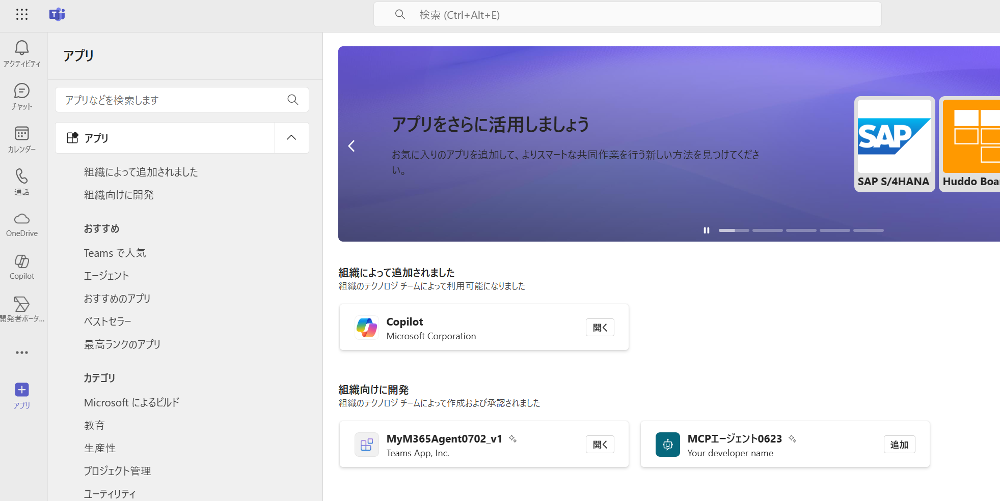 検索 (Ctrl+Alt+E)
アクティビティ
チャット
カレンダー
通話
OneDrive
Copilot
開発者ポータ...
アプリ
アプリ
アプリなどを検索します
アプリ
組織によって追加されました
組織向けに開発
おすすめ
Teams で人気
エージェント
おすすめのアプリ
ベストセラー
最高ランクのアプリ
カテゴリ
Microsoft によるビルド
教育
生産性
プロジェクト管理
ユーティリティ
アプリをさらに活用しましょう
お気に入りのアプリを追加して、よりスマートな共同作業を行う新しい方法を見つけてくださ
い。
SAP
SAP S/4HANA
Huddo Boa
組織によって追加されました
組織のテクノロジ チームによって利用可能になりました
Copilot
Microsoft Corporation
開く
組織向けに開発
組織のテクノロジ チームによって作成および承認されました
MyM365Agent0702_v1
Teams App, Inc.
開く
MCPエージェント0623
Your developer name
追加